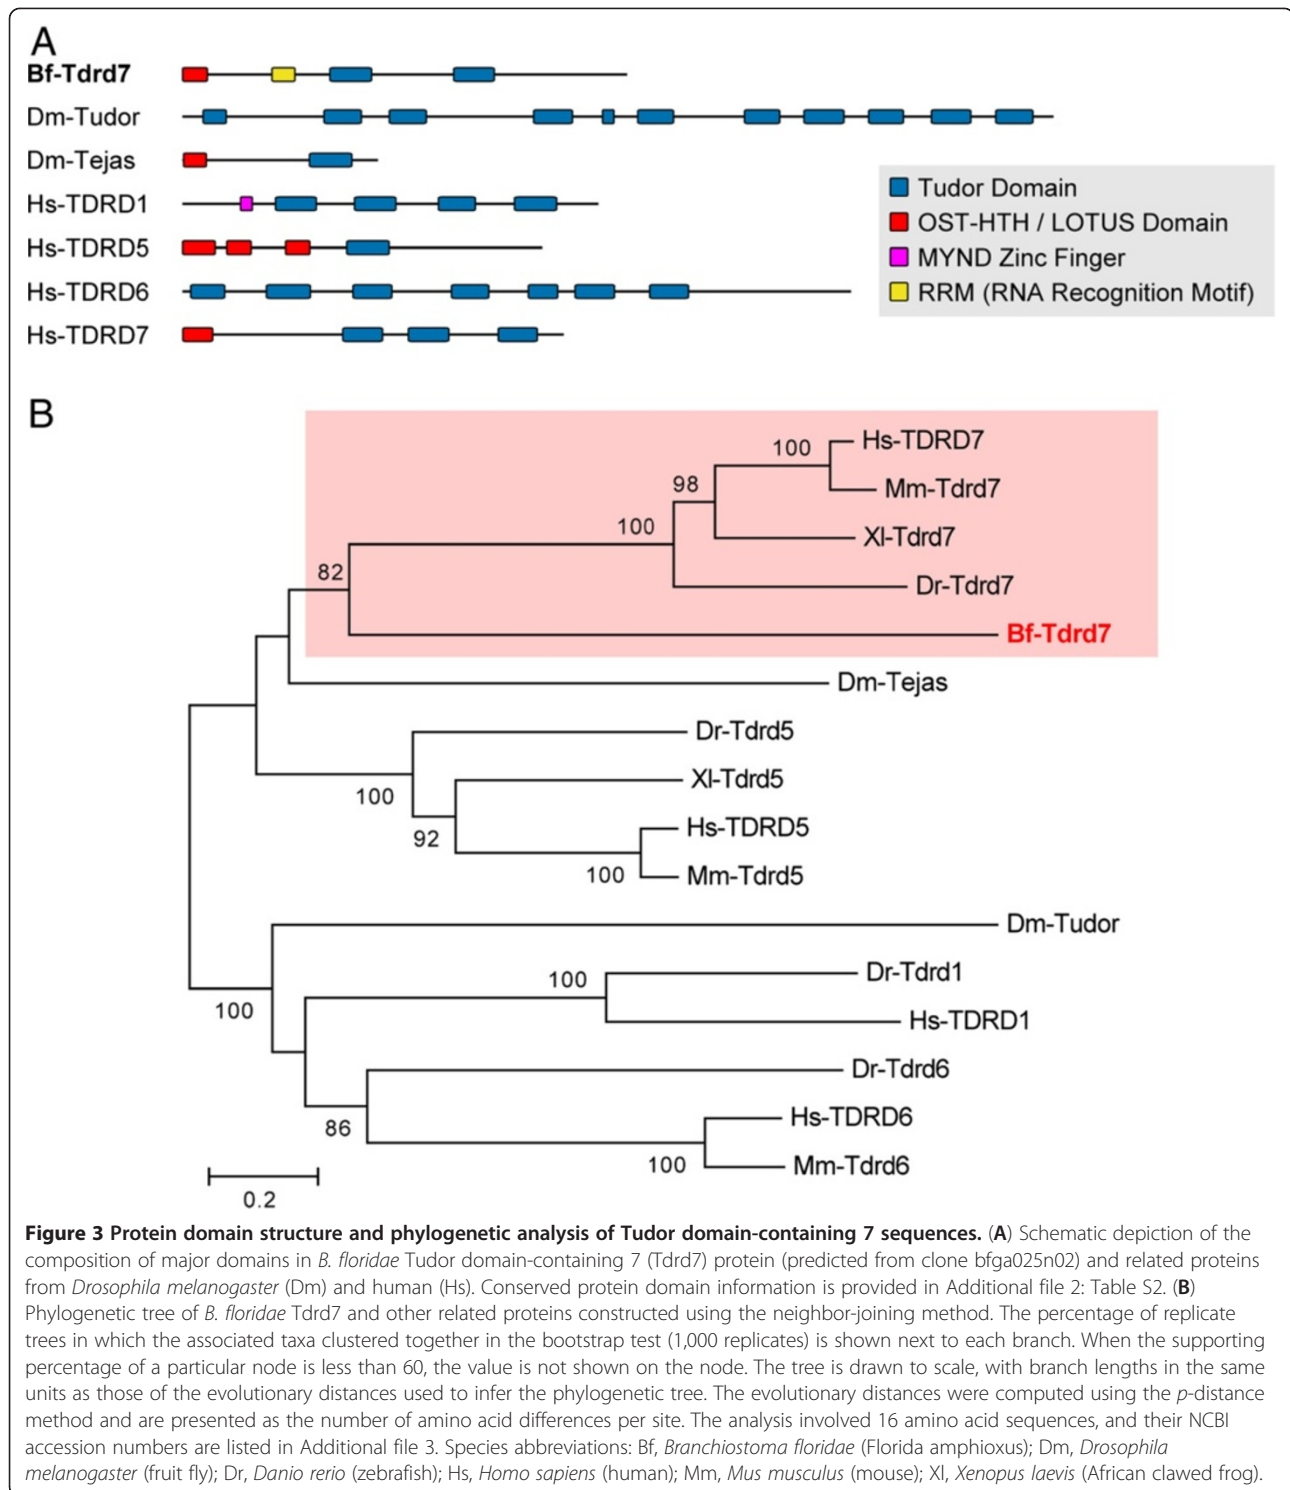 A
Bf-Tdrd7
Dm-Tudor
Dm-Tejas
Hs-TDRD1
Hs-TDRD5
Hs-TDRD6
Hs-TDRD7
Tudor Domain
OST-HTH / LOTUS Domain
MYND Zinc Finger
RRM (RNA Recognition Motif)
B
Hs-TDRD7
100
Mm-Tdrd7
98
Xl-Tdrd7
100
Dr-Tdrd7
82
Bf-Tdrd7
Dm-Tejas
Dr-Tdrd5
Xl-Tdrd5
100
Hs-TDRD5
92
Mm-Tdrd5
100
Dm-Tudor
Dr-Tdrd1
100
Hs-TDRD1
100
Dr-Tdrd6
Hs-TDRD6
86
Mm-Tdrd6
100
0.2
Figure 3 Protein domain structure and phylogenetic analysis of Tudor domain-containing 7 sequences. (A) Schematic depiction of the
composition of major domains in B. floridae Tudor domain-containing 7 (Tdrd7) protein (predicted from clone bfga025n02) and related proteins
from Drosophila melanogaster (Dm) and human (Hs). Conserved protein domain information is provided in Additional file 2: Table S2. (B)
Phylogenetic tree of B. floridae Tdrd7 and other related proteins constructed using the neighbor-joining method. The percentage of replicate
trees in which the associated taxa clustered together in the bootstrap test (1,000 replicates) is shown next to each branch. When the supporting
percentage of a particular node is less than 60, the value is not shown on the node. The tree is drawn to scale, with branch lengths in the same
units as those of the evolutionary distances used to infer the phylogenetic tree. The evolutionary distances were computed using the p-distance
method and are presented as the number of amino acid differences per site. The analysis involved 16 amino acid sequences, and their NCBI
accession numbers are listed in Additional file 3. Species abbreviations: Bf, Branchiostoma floridae (Florida amphioxus); Dm, Drosophila
melanogaster (fruit fly); Dr, Danio rerio (zebrafish); Hs, Homo sapiens (human); Mm, Mus musculus (mouse); Xl, Xenopus laevis (African clawed frog).